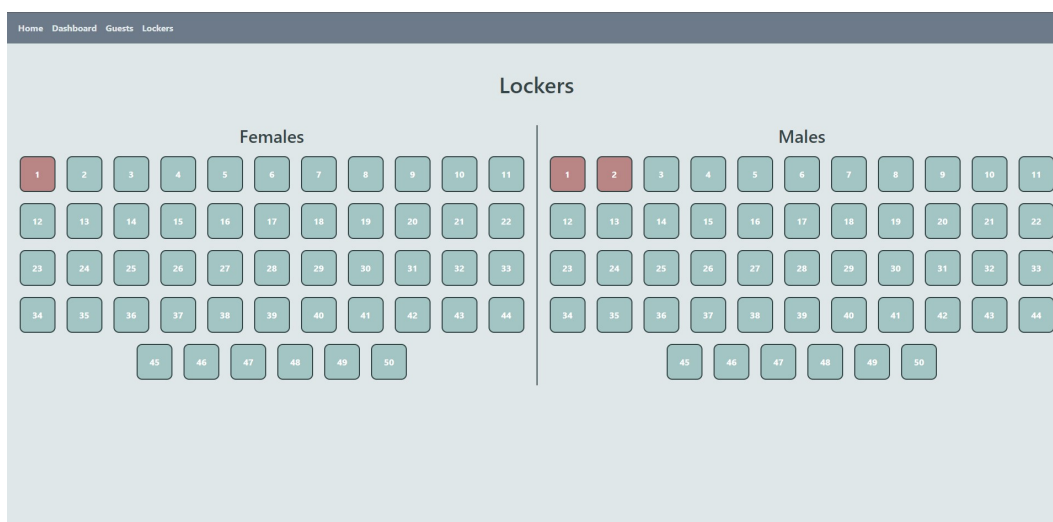 Home Dashboard Guests Lockers
Lockers
Females
1 2 3 4 5 6 7 8 9 10 11
12 13 14 15 16 17 18 19 20 21 22
23 24 25 26 27 28 29 30 31 32 33
34 35 36 37 38 39 40 41 42 43 44
45 46 47 48 49 50
Males
1 2 3 4 5 6 7 8 9 10 11
12 13 14 15 16 17 18 19 20 21 22
23 24 25 26 27 28 29 30 31 32 33
34 35 36 37 38 39 40 41 42 43 44
45 46 47 48 49 50